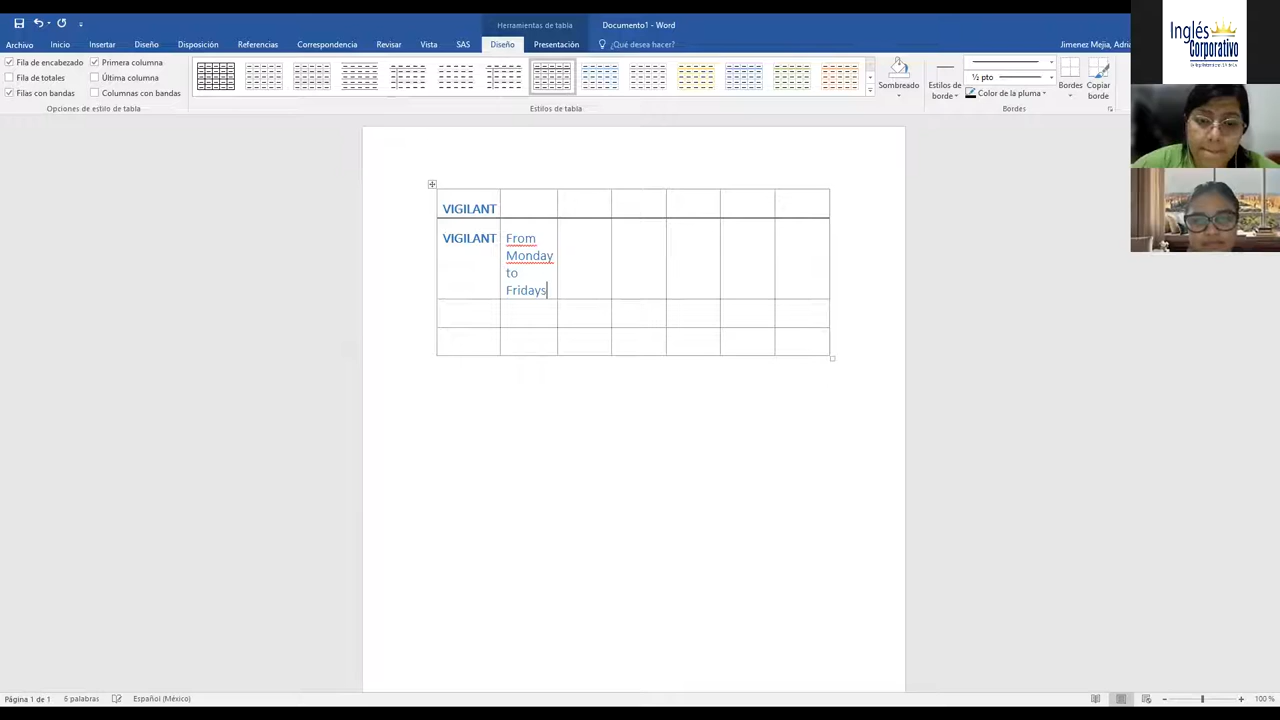 Herramientas de tabla
Documento1 - Word
Archivo Inicio Insertar Diseño Disposición Referencias Correspondencia Revisar Vista SAS Diseño Presentación ¿Qué desea hacer? Jimenez Mejia, Adria
Fila de encabezado Primera columna
Fila de totales Última columna
Filas con bandas Columnas con bandas
Opciones de estilo de tabla
Estilos de tabla
Sombreado
Estilos de borde
½ pto
Color de la pluma
Bordes
Copiar borde
Bordes
Inglés
Corporativo
VIGILANT
VIGILANT From
Monday
to
Fridays
Página 1 de 1 6 palabras Español (México) 100 %